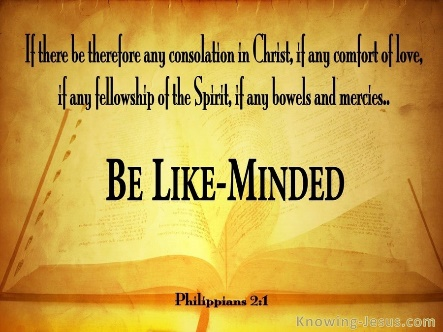 If there be therefore any consolation in Christ, if any comfort of love,
if any fellowship of the Spirit, if any bowels and mercies..
BE LIKE-MINDED
Philippians 2:1
Knowing-Jesus.com